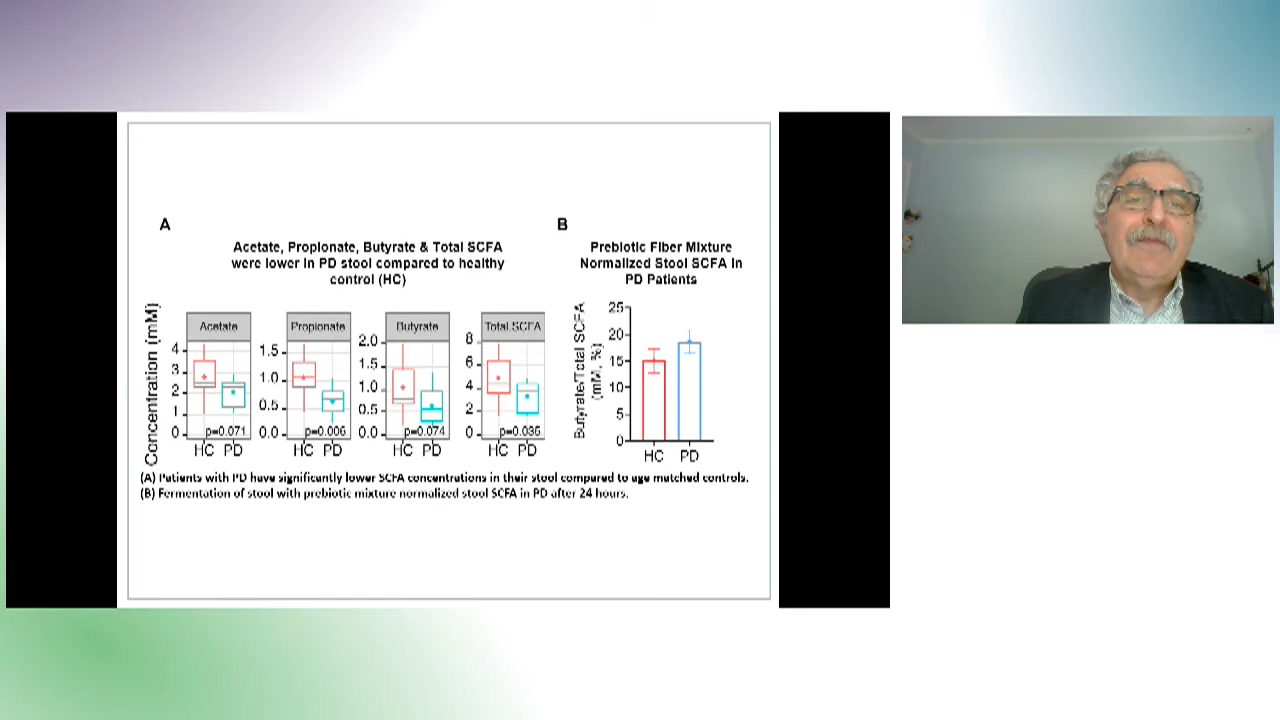 A
Acetate, Propionate, Butyrate & Total SCFA
were lower in PD stool compared to healthy
control (HC)
Concentration (mM)
Acetate
4
3
2
1
0
p=0.071
HC PD
Propionate
1.5
1.0
0.5
0.0
p=0.006
HC PD
Butyrate
2.0
1.5
1.0
0.5
0.0
p=0.074
HC PD
Total SCFA
8
6
4
2
0
p=0.035
HC PD
B
Prebiotic Fiber Mixture
Normalized Stool SCFA in
PD Patients
Butyrate/Total SCFA
(mM, %)
25
20
15
10
5
0
HC PD
(A) Patients with PD have significantly lower SCFA concentrations in their stool compared to age matched controls.
(B) Fermentation of stool with prebiotic mixture normalized stool SCFA in PD after 24 hours.